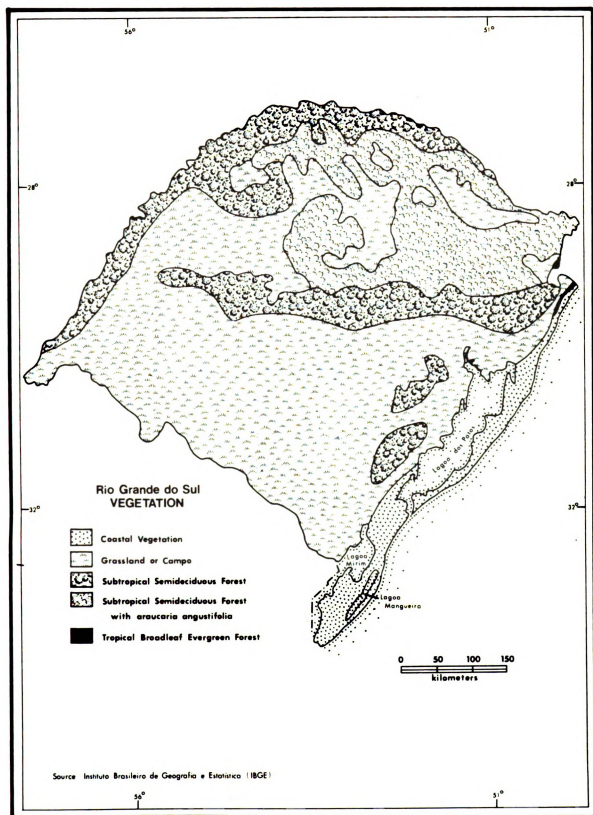 56°
51°
28°
28°
Lagoa do Patos
Rio Grande do Sul
VEGETATION
32°
32°
Coastal Vegetation
Grassland or Campo
Subtropical Semideciduous Forest
Subtropical Semideciduous Forest
with araucaria angustifolia
Tropical Broadleaf Evergreen Forest
Lagoa
Mirim
Lagoa
Mangueira
0 50 100 150
kilometers
Source Instituto Brasileiro de Geografia e Estatística (IBGE)
56°
51°